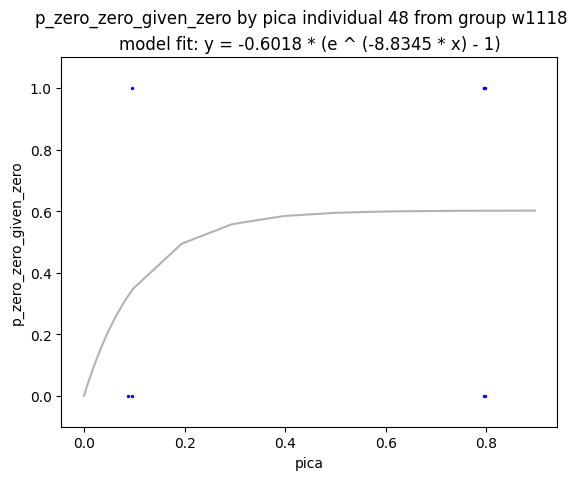 p_zero_zero_given_zero by pica individual 48 from group w1118
model fit: y = -0.6018 * (e ^ (-8.8345 * x) - 1)
p_zero_zero_given_zero
1.0
0.8
0.6
0.4
0.2
0.0
0.0 0.2 0.4 0.6 0.8
pica